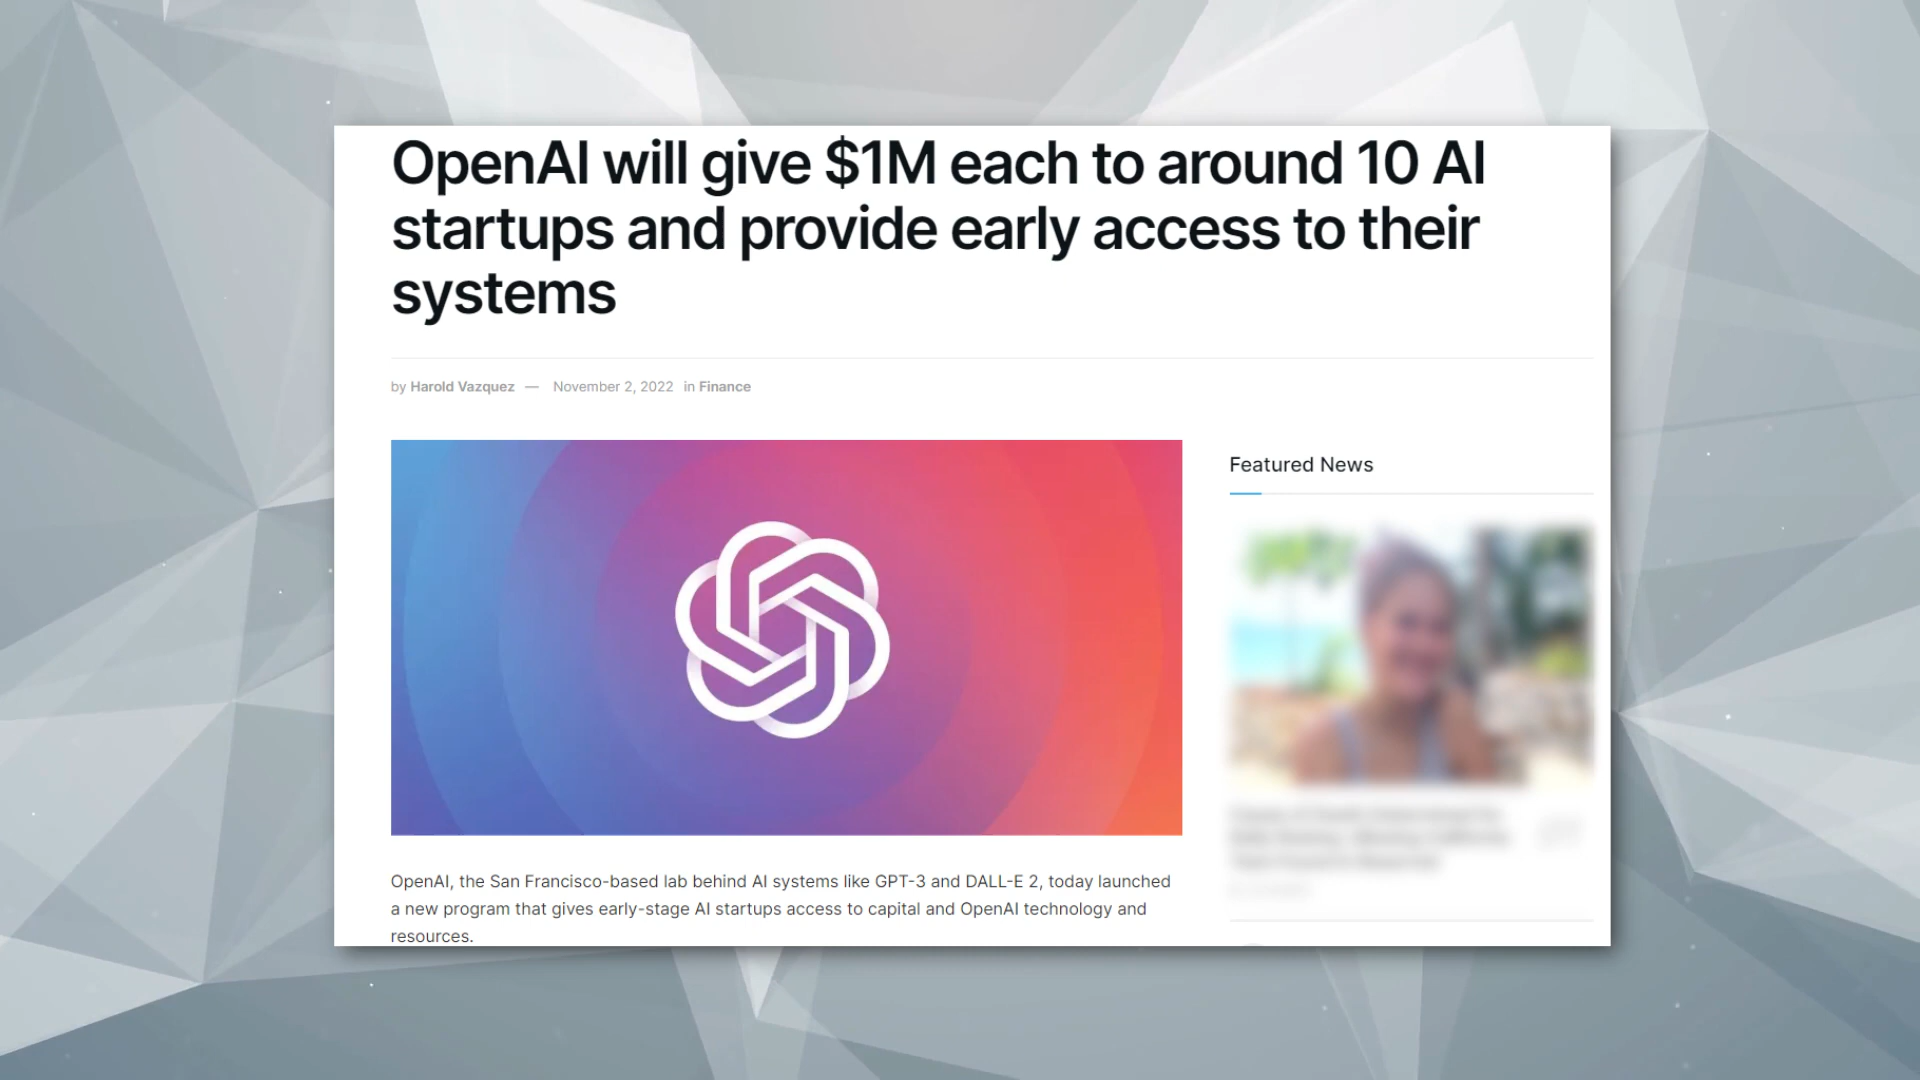 OpenAI will give $1M each to around 10 AI
startups and provide early access to their
systems
by Harold Vazquez — November 2, 2022 in Finance
Featured News
OpenAI, the San Francisco-based lab behind AI systems like GPT-3 and DALL-E 2, today launched
a new program that gives early-stage AI startups access to capital and OpenAI technology and
resources.